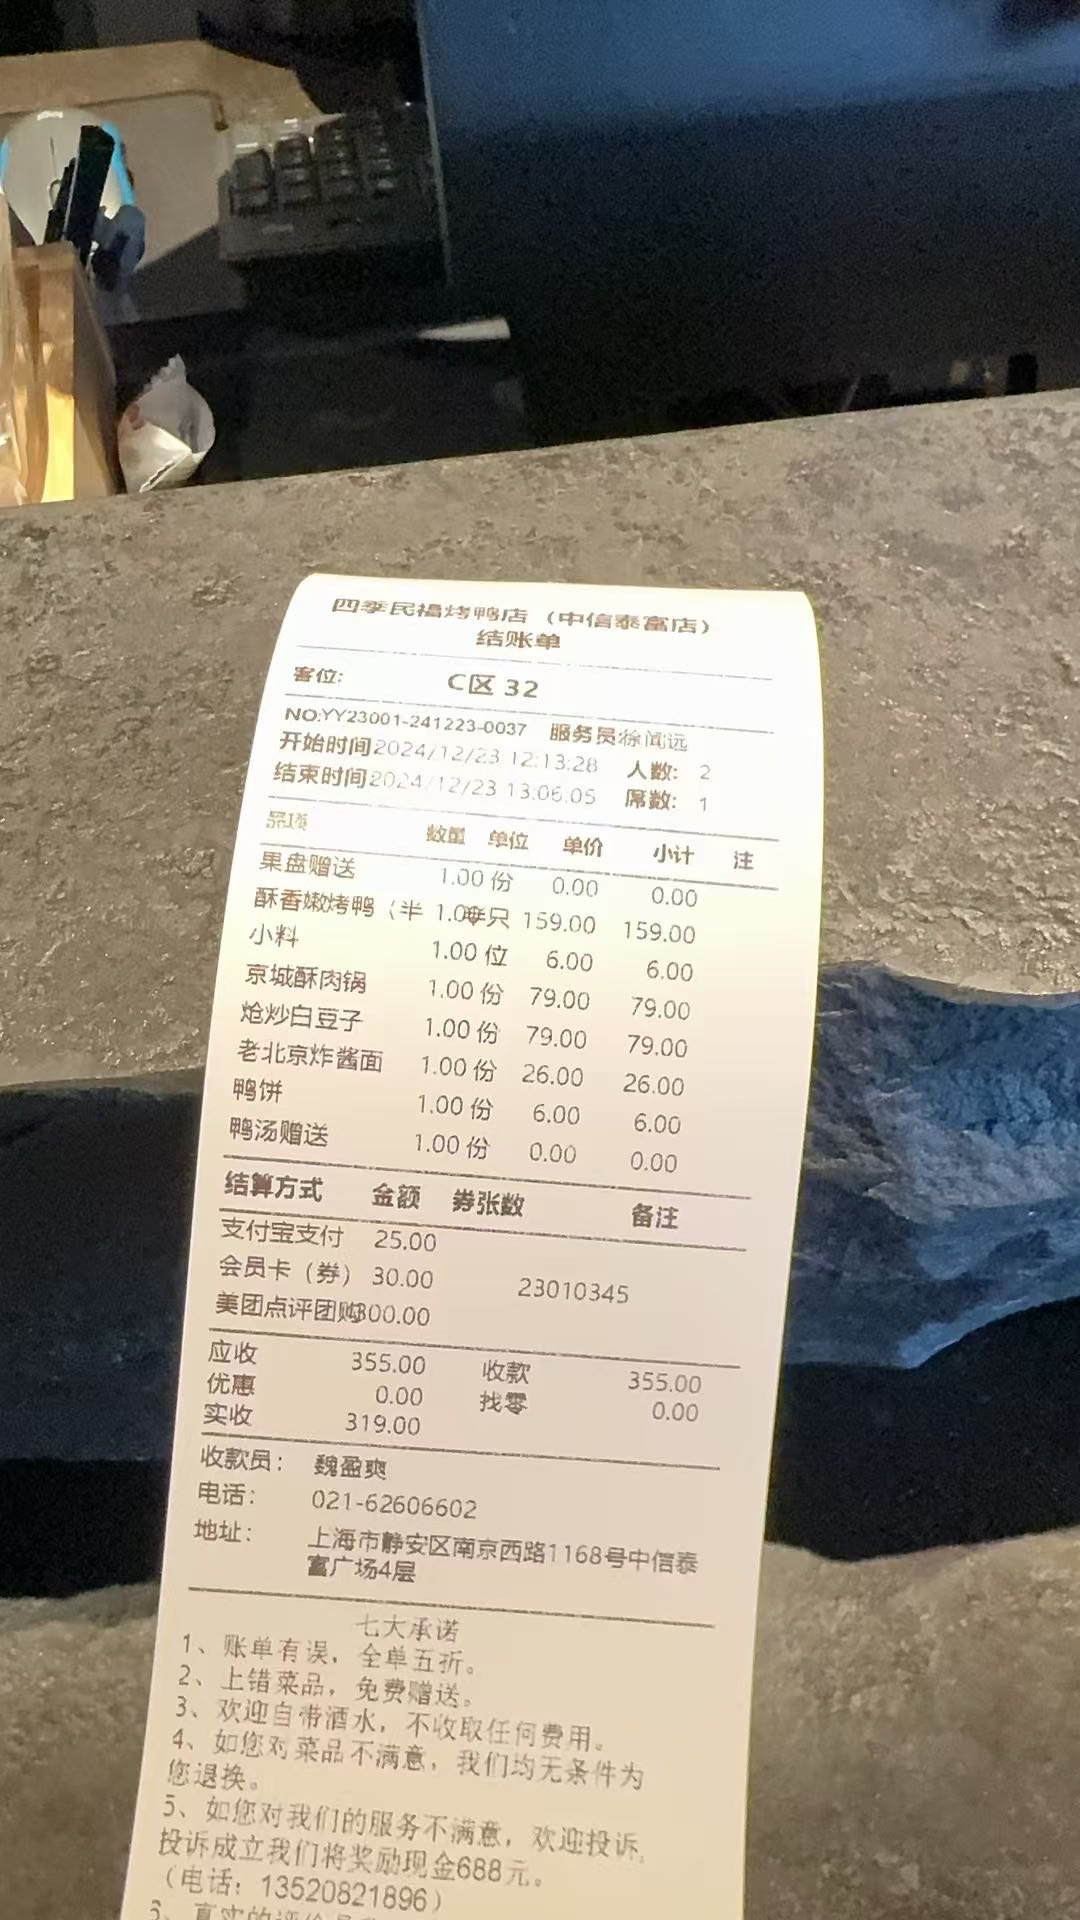 四季民福烤鸭店（中信泰富店）
结账单
客位: C区 32
NO:YY23001-241223-0037 服务员:徐闻远
开始时间2024/12/23 12:13:28 人数: 2
结束时间2024/12/23 13:06:05 席数: 1
品项 数量 单位 单价 小计 注
果盘赠送 1.00 份 0.00 0.00
酥香嫩烤鸭（半 1.00 半只 159.00 159.00
小料 1.00 位 6.00 6.00
京城酥肉锅 1.00 份 79.00 79.00
炝炒白豆子 1.00 份 79.00 79.00
老北京炸酱面 1.00 份 26.00 26.00
鸭饼 1.00 份 6.00 6.00
鸭汤赠送 1.00 份 0.00 0.00
结算方式 金额 券张数 备注
支付宝支付 25.00
会员卡（券） 30.00 23010345
美团点评团购300.00
应收 355.00 收款 355.00
优惠 0.00 找零 0.00
实收 319.00
收款员: 魏盈爽
电话: 021-62606602
地址: 上海市静安区南京西路1168号中信泰
富广场4层
七大承诺
1、账单有误，全单五折。
2、上错菜品，免费赠送。
3、欢迎自带酒水，不收取任何费用。
4、如您对菜品不满意，我们均无条件为
您退换。
5、如您对我们的服务不满意，欢迎投诉，
投诉成立我们将奖励现金688元。
（电话：13520821896）